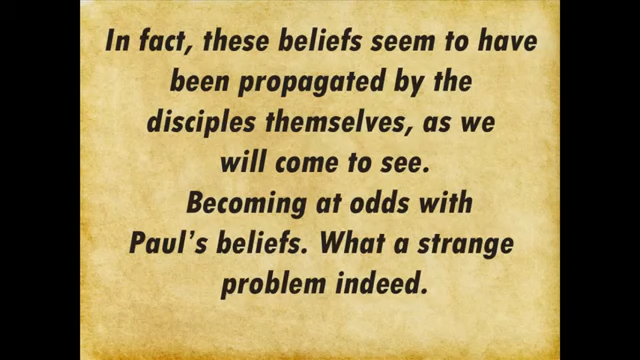 In fact, these beliefs seem to have
been propagated by the
disciples themselves, as we
will come to see.
Becoming at odds with
Paul's beliefs. What a strange
problem indeed.